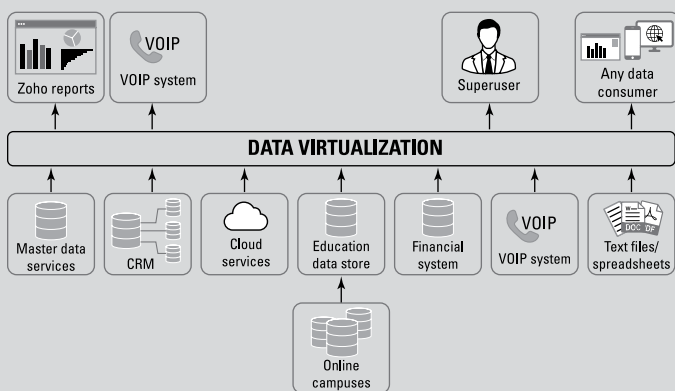 VOIP
Zoho reports
VOIP system
Superuser
Any data
consumer
DATA VIRTUALIZATION
Master data
services
CRM
Cloud
services
Education
data store
Financial
system
VOIP
VOIP system
DOC
Text files/
spreadsheets
Online
campuses